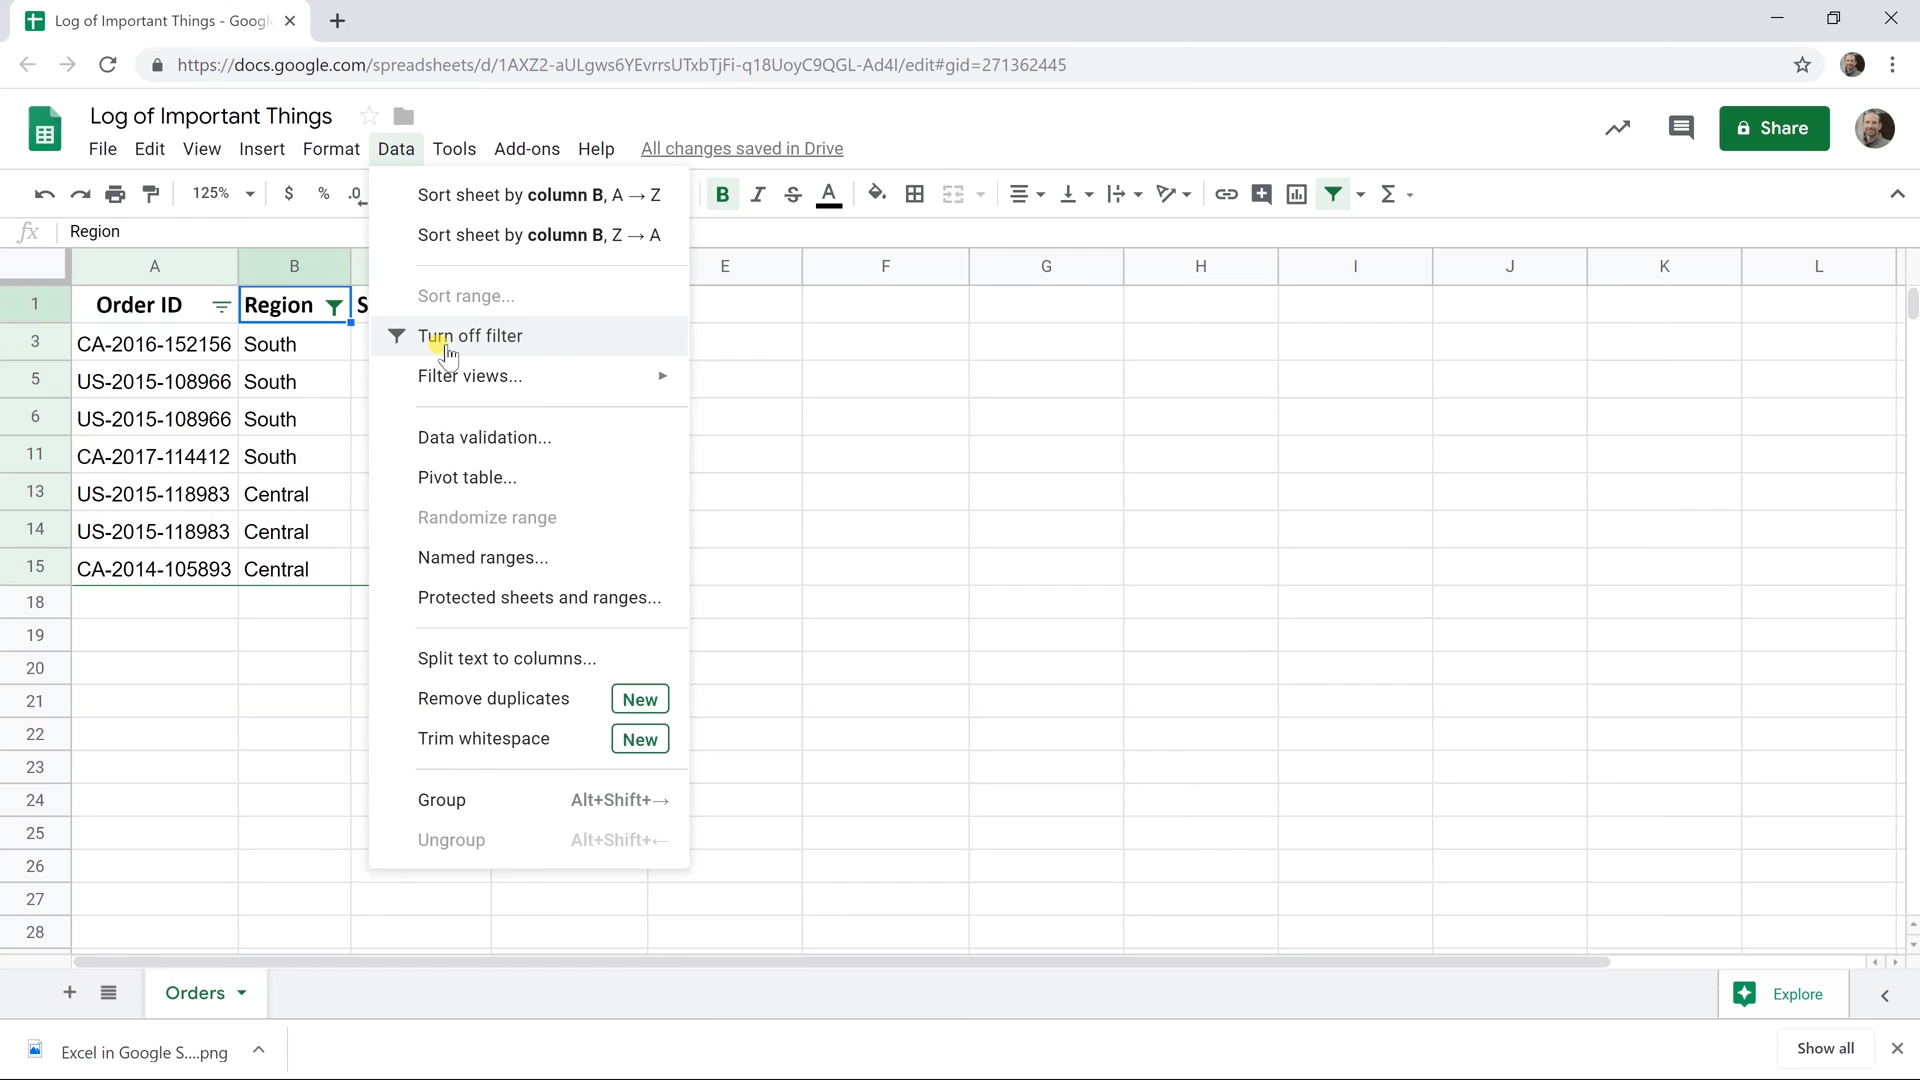 Log of Important Things - Googl
https://docs.google.com/spreadsheets/d/1AXZ2-aULgws6YEvrrsUTxbTjFi-q18UoyC9QGL-Ad4I/edit#gid=271362445
Log of Important Things
File Edit View Insert Format Data Tools Add-ons Help All changes saved in Drive
Share
125% $ % .0 B I S A Σ
fx Region
A B E F G H I J K L
1 Order ID Region S
3 CA-2016-152156 South
5 US-2015-108966 South
6 US-2015-108966 South
11 CA-2017-114412 South
13 US-2015-118983 Central
14 US-2015-118983 Central
15 CA-2014-105893 Central
18
19
20
21
22
23
24
25
26
27
28
Sort sheet by column B, A → Z
Sort sheet by column B, Z → A
Sort range...
Turn off filter
Filter views...
Data validation...
Pivot table...
Randomize range
Named ranges...
Protected sheets and ranges...
Split text to columns...
Remove duplicates New
Trim whitespace New
Group Alt+Shift+→
Ungroup Alt+Shift+←
Orders
Explore
Excel in Google S....png
Show all